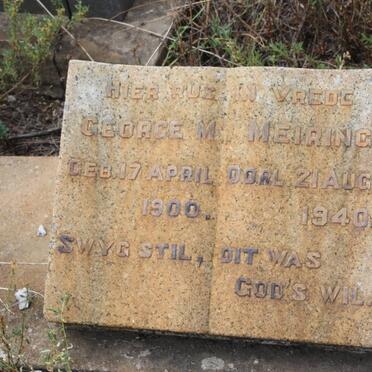 HIER RUS IN VREDE
GEORGE M. MEIRING
GEB. 17 APRIL OORL. 21 AUG
1900. 1940.
SWYG STIL, DIT WAS
GOD'S WIL